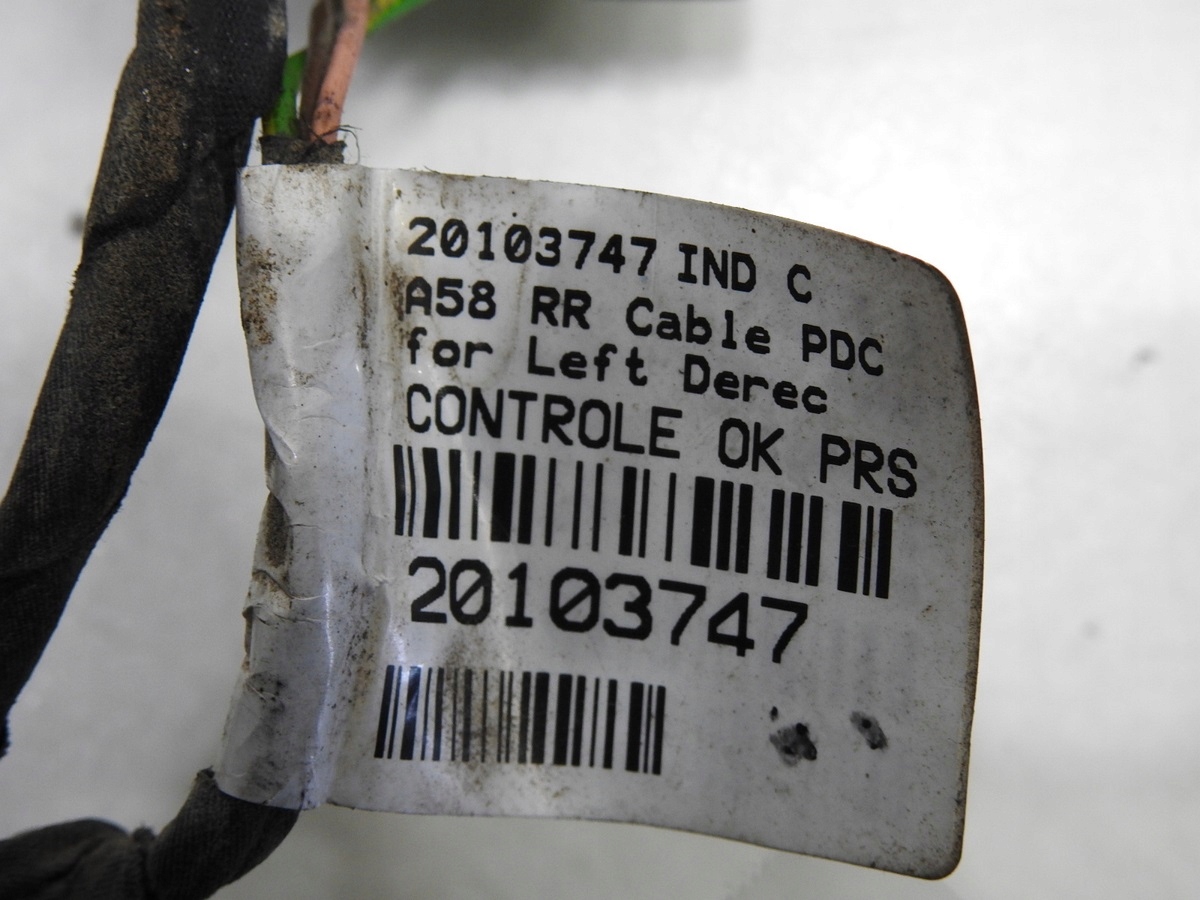 20103747 IND C
A58 RR Cable PDC
for Left Derec
CONTROLE OK PRS
20103747